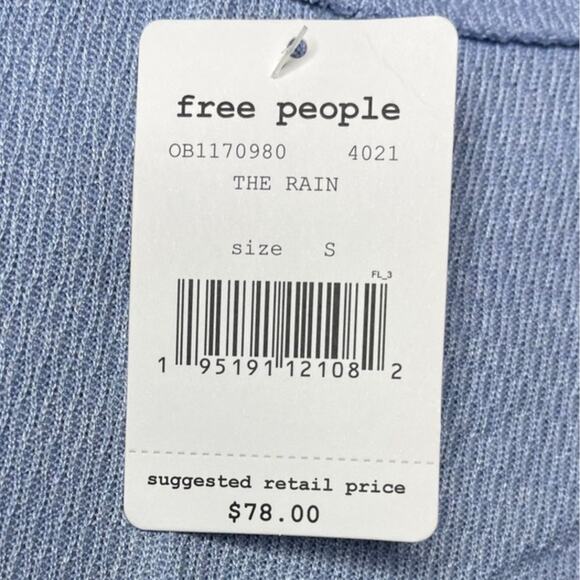 free people
OB1170980 4021
THE RAIN
size S
FL_3
1 95191 12108 2
suggested retail price
$78.00